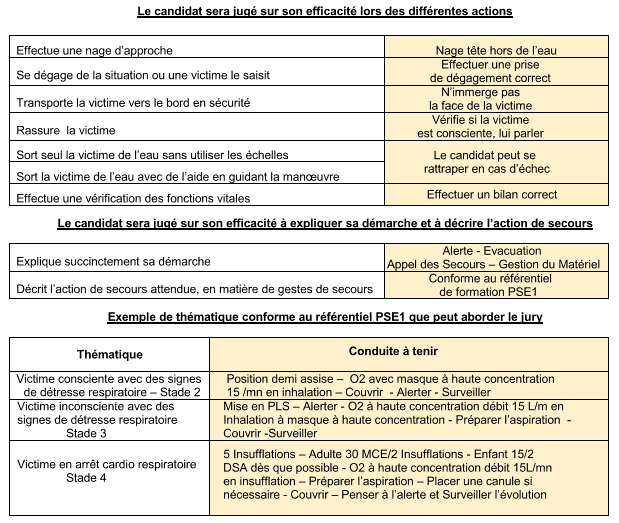 Le candidat sera jugé sur son efficacité lors des différentes actions
Effectue une nage d'approche
Nage tête hors de l'eau
Se dégage de la situation ou une victime le saisit
Effectuer une prise
de dégagement correct
Transporte la victime vers le bord en sécurité
N'immerge pas
la face de la victime
Rassure la victime
Vérifie si la victime
est consciente, lui parler
Sort seul la victime de l'eau sans utiliser les échelles
Sort la victime de l'eau avec de l'aide en guidant la manœuvre
Le candidat peut se
rattraper en cas d'échec
Effectue une vérification des fonctions vitales
Effectuer un bilan correct
Le candidat sera jugé sur son efficacité à expliquer sa démarche et à décrire l'action de secours
Explique succinctement sa démarche
Alerte - Evacuation
Appel des Secours – Gestion du Matériel
Décrit l'action de secours attendue, en matière de gestes de secours
Conforme au référentiel
de formation PSE1
Exemple de thématique conforme au référentiel PSE1 que peut aborder le jury
Thématique
Conduite à tenir
Victime consciente avec des signes
de détresse respiratoire – Stade 2
Position demi assise – O2 avec masque à haute concentration
15 /mn en inhalation – Couvrir - Alerter - Surveiller
Victime inconsciente avec des
signes de détresse respiratoire
Stade 3
Mise en PLS – Alerter - O2 à haute concentration débit 15 L/m en
Inhalation à masque à haute concentration - Préparer l'aspiration -
Couvrir -Surveiller
Victime en arrêt cardio respiratoire
Stade 4
5 Insufflations – Adulte 30 MCE/2 Insufflations - Enfant 15/2
DSA dès que possible - O2 à haute concentration débit 15L/mn
en insufflation – Préparer l'aspiration – Placer une canule si
nécessaire - Couvrir – Penser à l'alerte et Surveiller l'évolution